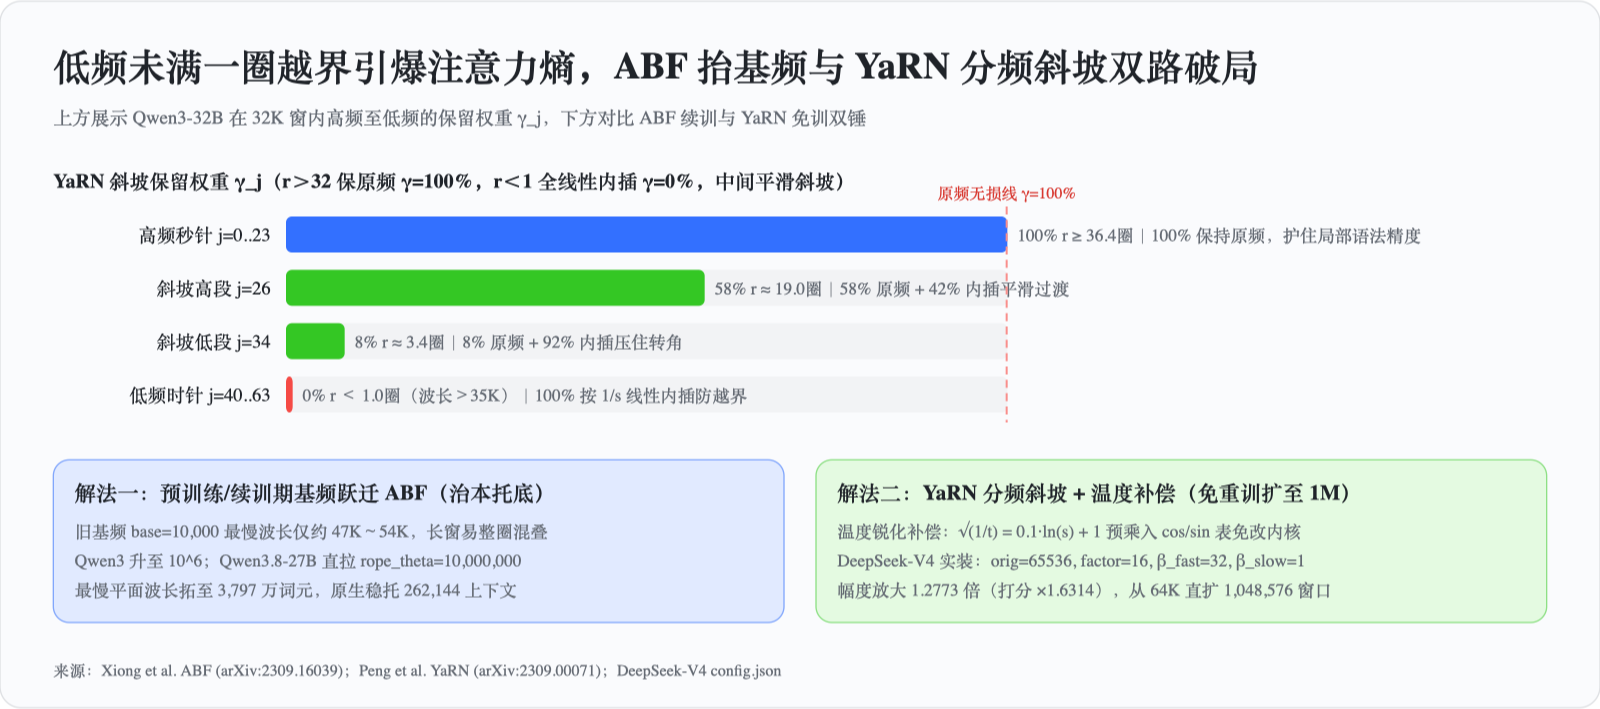 低频未满一圈越界引爆注意力熵，ABF 抬基频与 YaRN 分频斜坡双路破局
上方展示 Qwen3-32B 在 32K 窗内高频至低频的保留权重 γ_j，下方对比 ABF 续训与 YaRN 免训双锤
YaRN 斜坡保留权重 γ_j（r＞32 保原频 γ=100%，r＜1 全线性内插 γ=0%，中间平滑斜坡）
原频无损线 γ=100%
高频秒针 j=0..23
100% r ≥ 36.4圈｜100% 保持原频，护住局部语法精度
斜坡高段 j=26
58% r ≈ 19.0圈｜58% 原频 + 42% 内插平滑过渡
斜坡低段 j=34
8% r ≈ 3.4圈｜8% 原频 + 92% 内插压住转角
低频时针 j=40..63
0% r ＜ 1.0圈（波长＞35K）｜100% 按 1/s 线性内插防越界
解法一：预训练/续训期基频跃迁 ABF（治本托底）
旧基频 base=10,000 最慢波长仅约 47K ~ 54K，长窗易整圈混叠
Qwen3 升至 10^6；Qwen3.8-27B 直拉 rope_theta=10,000,000
最慢平面波长拓至 3,797 万词元，原生稳托 262,144 上下文
解法二：YaRN 分频斜坡 + 温度补偿（免重训扩至 1M）
温度锐化补偿：√(1/t) = 0.1·ln(s) + 1 预乘入 cos/sin 表免改内核
DeepSeek-V4 实装：orig=65536, factor=16, β_fast=32, β_slow=1
幅度放大 1.2773 倍（打分 ×1.6314），从 64K 直扩 1,048,576 窗口
来源：Xiong et al. ABF (arXiv:2309.16039)；Peng et al. YaRN (arXiv:2309.00071)；DeepSeek-V4 config.json